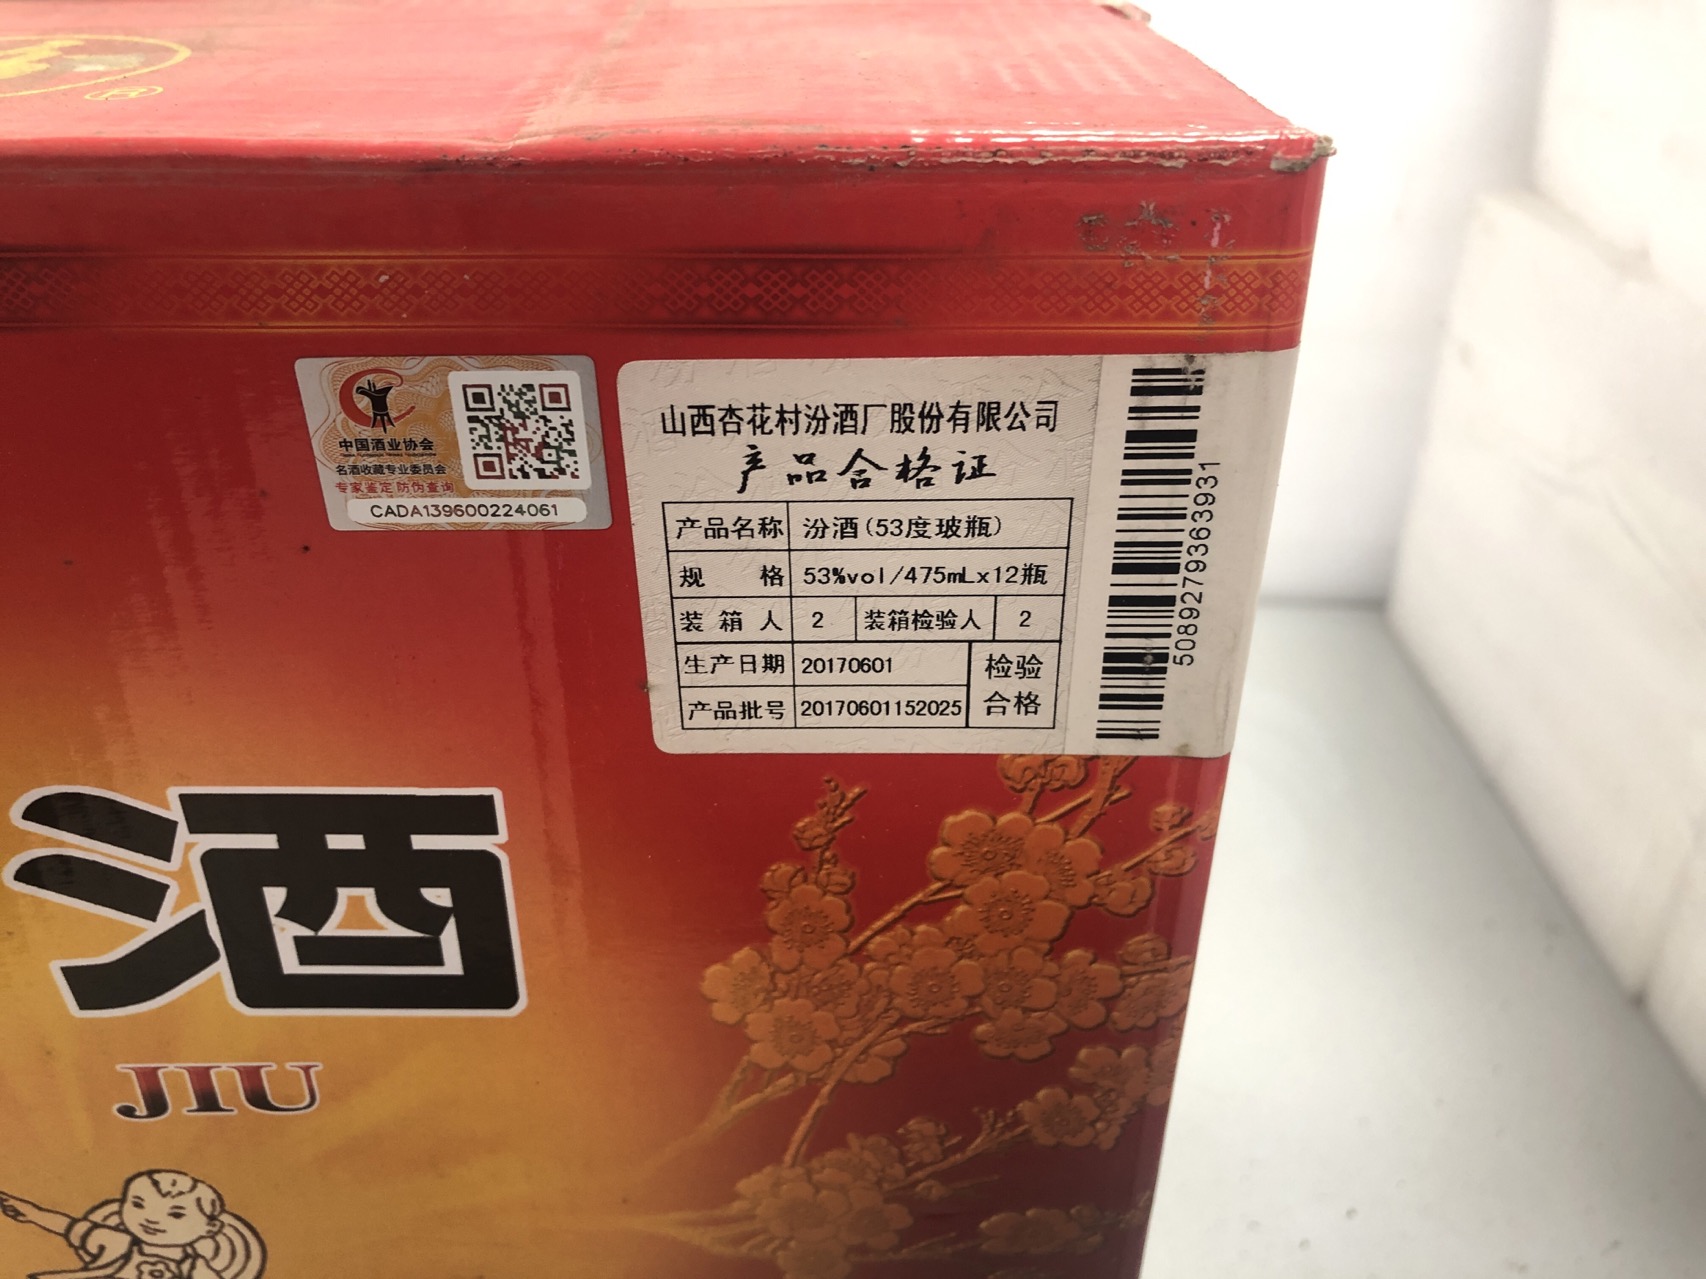 ®
中国酒业协会
名酒收藏专业委员会
专家鉴定 防伪查询
CADA139600224061
山西杏花村汾酒厂股份有限公司
产品合格证
产品名称 汾酒(53度玻瓶)
规 格 53%vol/475mLx12瓶
装 箱 人 2 装箱检验人 2
生产日期 20170601 检验
产品批号 20170601152025 合格
5089279363931
酒
JIU